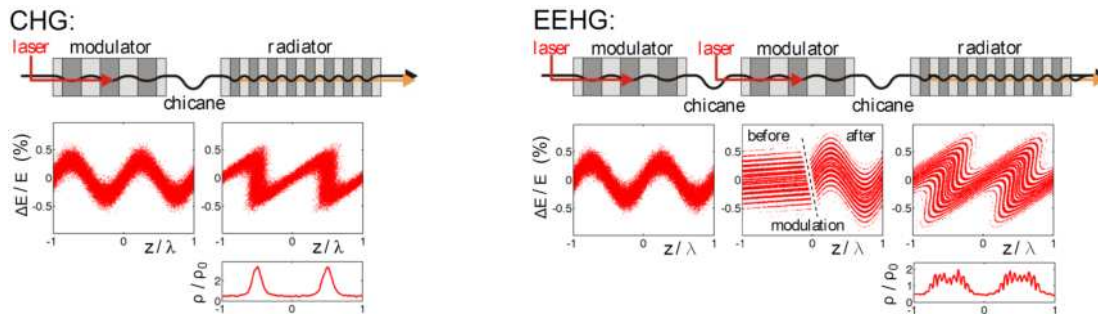 CHG:
laser modulator radiator
chicane
ΔE / E (%)
0.5
0
-0.5
-1 0 z / λ 1
-1 0 z / λ 1
ρ / ρ0
2
0
-1 0 1
EEHG:
laser modulator laser modulator radiator
chicane chicane
ΔE / E (%)
0.5
0
-0.5
-1 0 z / λ 1
before after
modulation
0.5
0
-0.5
-1 0 z / λ 1
0.5
0
-0.5
-1 0 z / λ 1
ρ / ρ0
2
1
0
-1 0 1